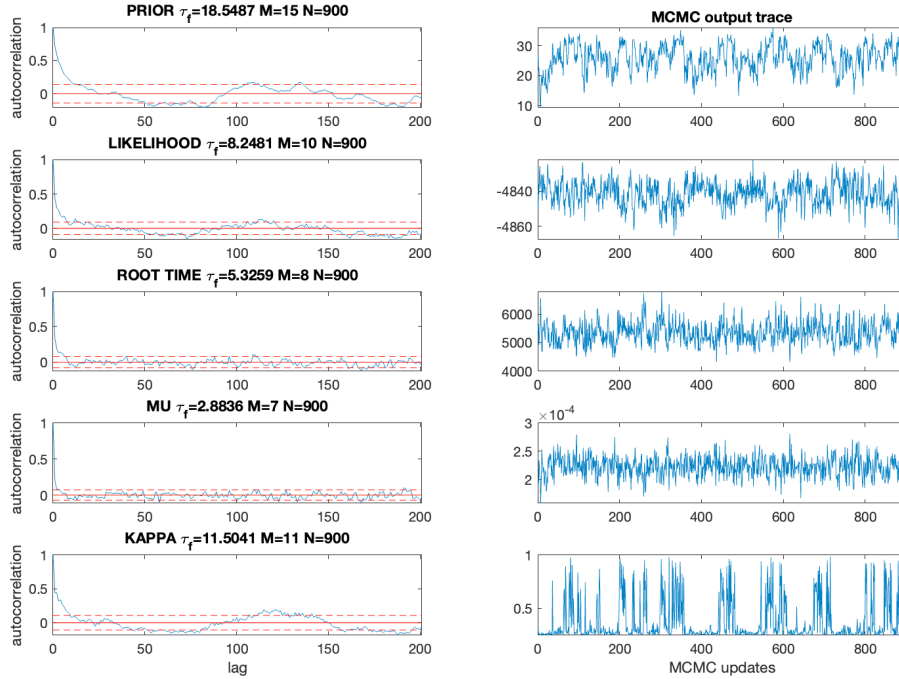 PRIOR τf=18.5487 M=15 N=900
autocorrelation
1
0.5
0
0 50 100 150 200
LIKELIHOOD τf=8.2481 M=10 N=900
autocorrelation
1
0.5
0
0 50 100 150 200
ROOT TIME τf=5.3259 M=8 N=900
autocorrelation
1
0.5
0
0 50 100 150 200
MU τf=2.8836 M=7 N=900
autocorrelation
1
0.5
0
0 50 100 150 200
KAPPA τf=11.5041 M=11 N=900
autocorrelation
1
0.5
0
0 50 100 150 200
lag
MCMC output trace
30
20
10
0 200 400 600 800
-4840
-4860
0 200 400 600 800
6000
5000
4000
0 200 400 600 800
×10-4
3
2.5
2
0 200 400 600 800
1
0.5
0 200 400 600 800
MCMC updates